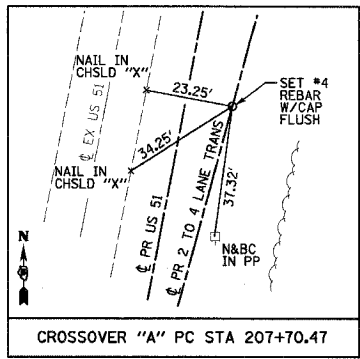 NAIL IN
CHSLD "X"
23.25'
SET #4
REBAR
W/CAP
FLUSH
℄ EX US 51
34.25'
NAIL IN
CHSLD "X"
℄ PR US 51
℄ PR 2 TO 4 LANE TRANS
37.32'
N&BC
IN PP
N
CROSSOVER "A" PC STA 207+70.47